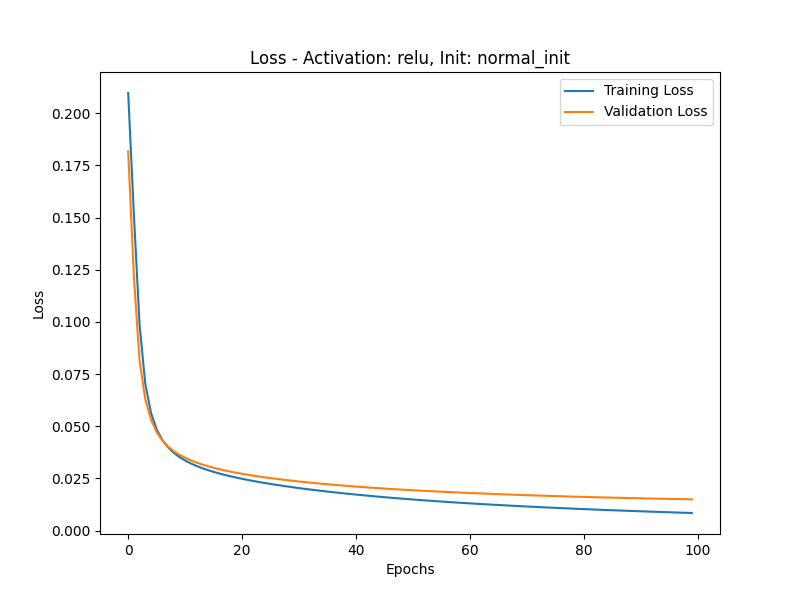 Loss - Activation: relu, Init: normal_init
Training Loss
Validation Loss
0.200
0.175
0.150
0.125
0.100
0.075
0.050
0.025
0.000
Loss
0 20 40 60 80 100
Epochs